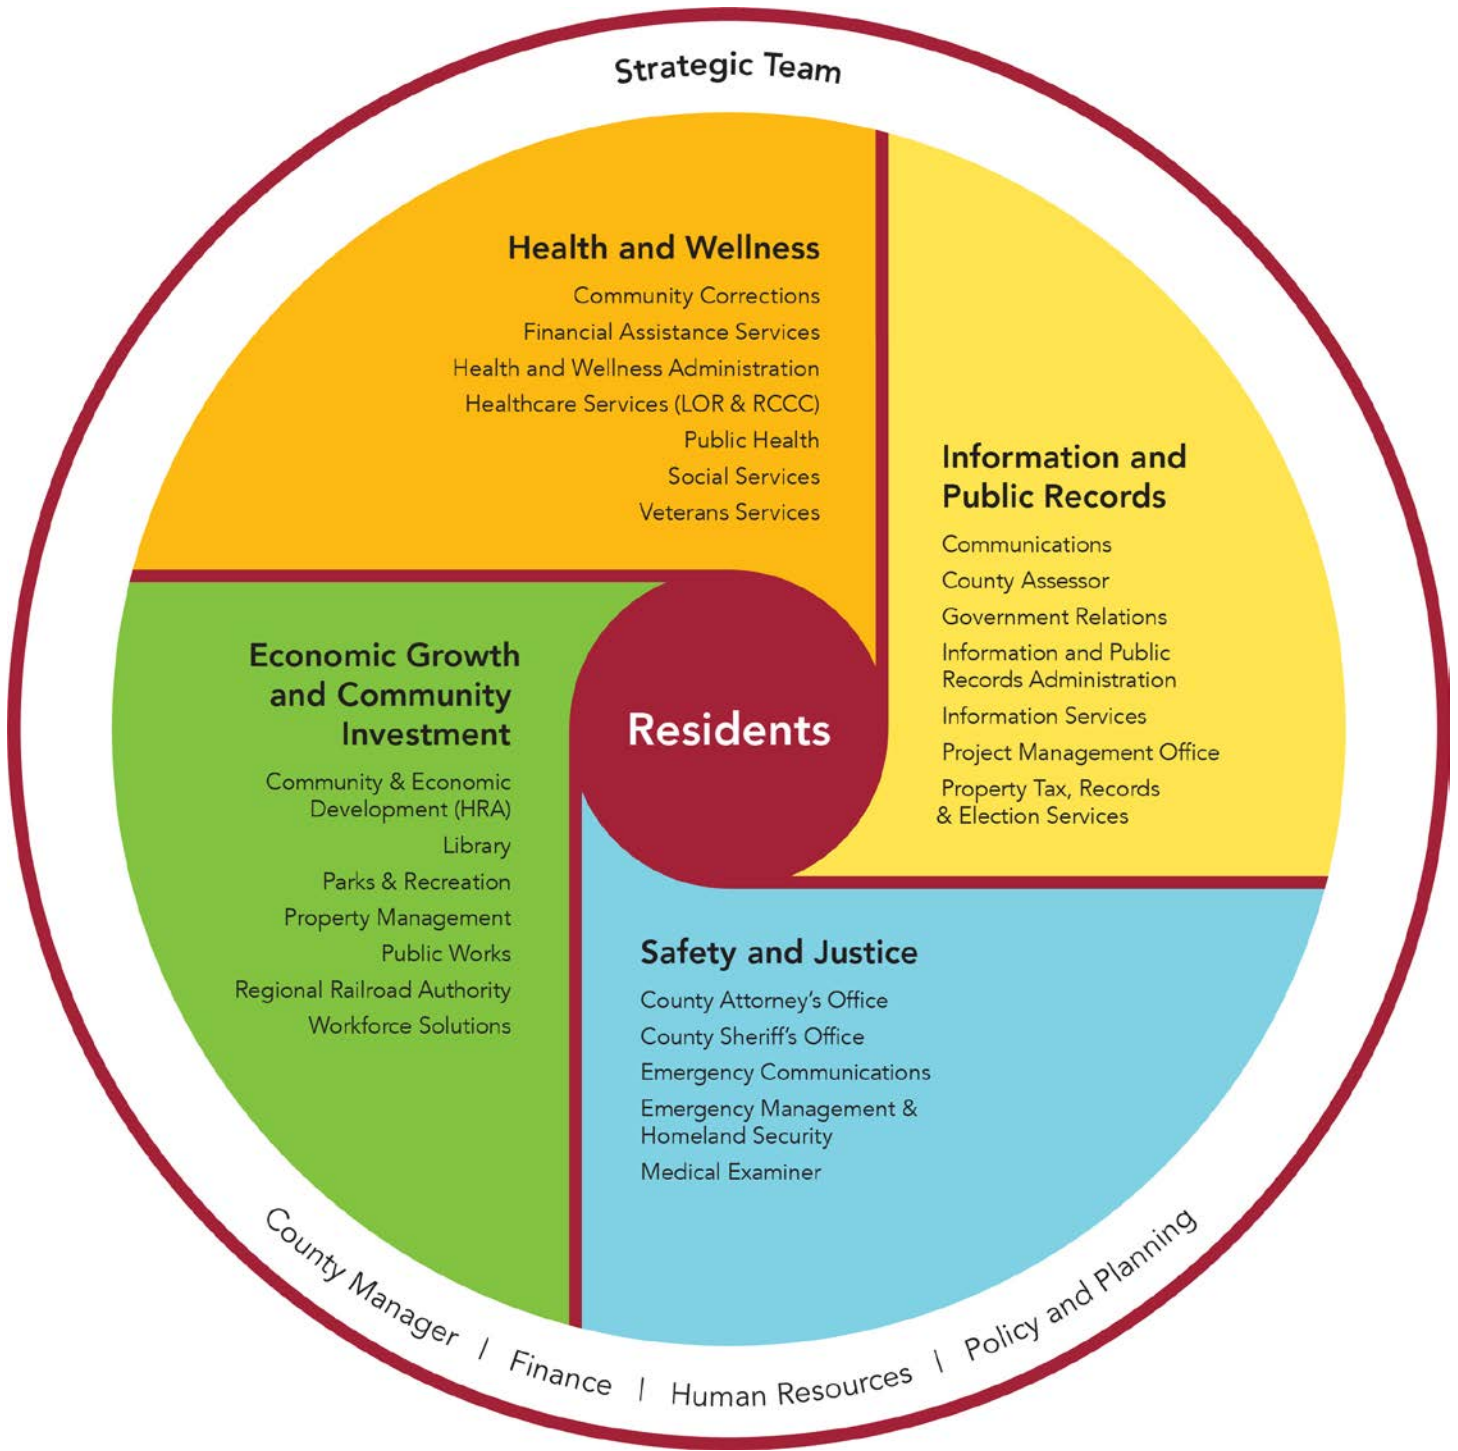 Strategic Team
Health and Wellness
Community Corrections
Financial Assistance Services
Health and Wellness Administration
Healthcare Services (LOR & RCCC)
Public Health
Social Services
Veterans Services
Information and
Public Records
Communications
County Assessor
Government Relations
Information and Public
Records Administration
Information Services
Project Management Office
Property Tax, Records
& Election Services
Economic Growth
and Community
Investment
Community & Economic
Development (HRA)
Library
Parks & Recreation
Property Management
Public Works
Regional Railroad Authority
Workforce Solutions
Residents
Safety and Justice
County Attorney’s Office
County Sheriff’s Office
Emergency Communications
Emergency Management &
Homeland Security
Medical Examiner
County Manager | Finance | Human Resources | Policy and Planning